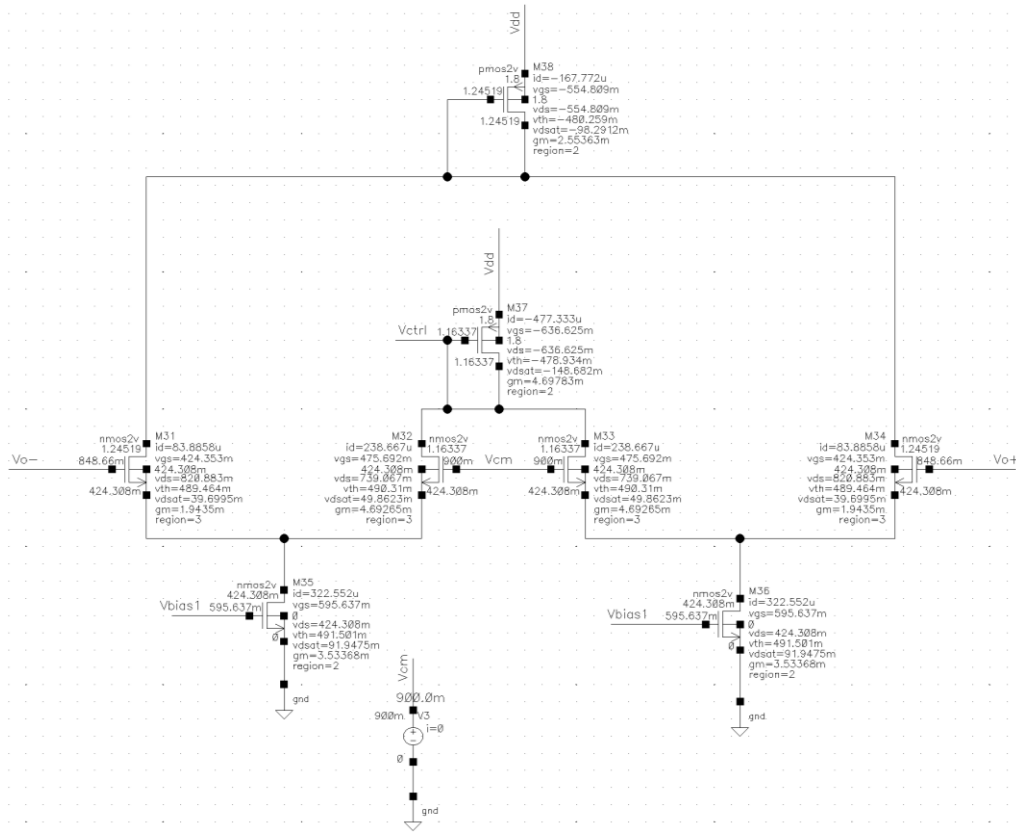 Vdd
pmos2v
M38
1.8
id=-167.772u
vgs=-554.809m
1.24519
1.8
vds=-554.809m
vth=-480.259m
1.24519
vdsat=-98.2912m
gm=2.55363m
region=2
Vdd
pmos2v
M37
1.8
id=-477.333u
vgs=-636.625m
Vctrl
1.16337
1.8
vds=-636.625m
vth=-478.934m
1.16337
vdsat=-148.682m
gm=4.69783m
region=2
nmos2v
M31
1.24519
id=83.8858u
vgs=424.353m
Vo-
848.66m
424.308m
vds=820.883m
vth=489.464m
424.308m
vdsat=39.6995m
gm=1.9435m
region=3
M32
nmos2v
id=238.667u
1.16337
vgs=475.692m
900m
424.308m
vds=739.067m
vth=490.31m
424.308m
vdsat=49.8623m
gm=4.69265m
region=3
Vcm
nmos2v
M33
1.16337
id=238.667u
vgs=475.692m
900m
424.308m
vds=739.067m
vth=490.31m
424.308m
vdsat=49.8623m
gm=4.69265m
region=3
M34
nmos2v
id=83.8858u
1.24519
vgs=424.353m
848.66m
Vo+
424.308m
vds=820.883m
vth=489.464m
424.308m
vdsat=39.6995m
gm=1.9435m
region=3
nmos2v
M35
424.308m
id=322.552u
vgs=595.637m
Vbias1
595.637m
0
vds=424.308m
vth=491.501m
0
vdsat=91.9475m
gm=3.53368m
region=2
gnd
nmos2v
M36
424.308m
id=322.552u
vgs=595.637m
Vbias1
595.637m
0
vds=424.308m
vth=491.501m
0
vdsat=91.9475m
gm=3.53368m
region=2
gnd
Vcm
900.0m
900m
V3
i=0
0
gnd